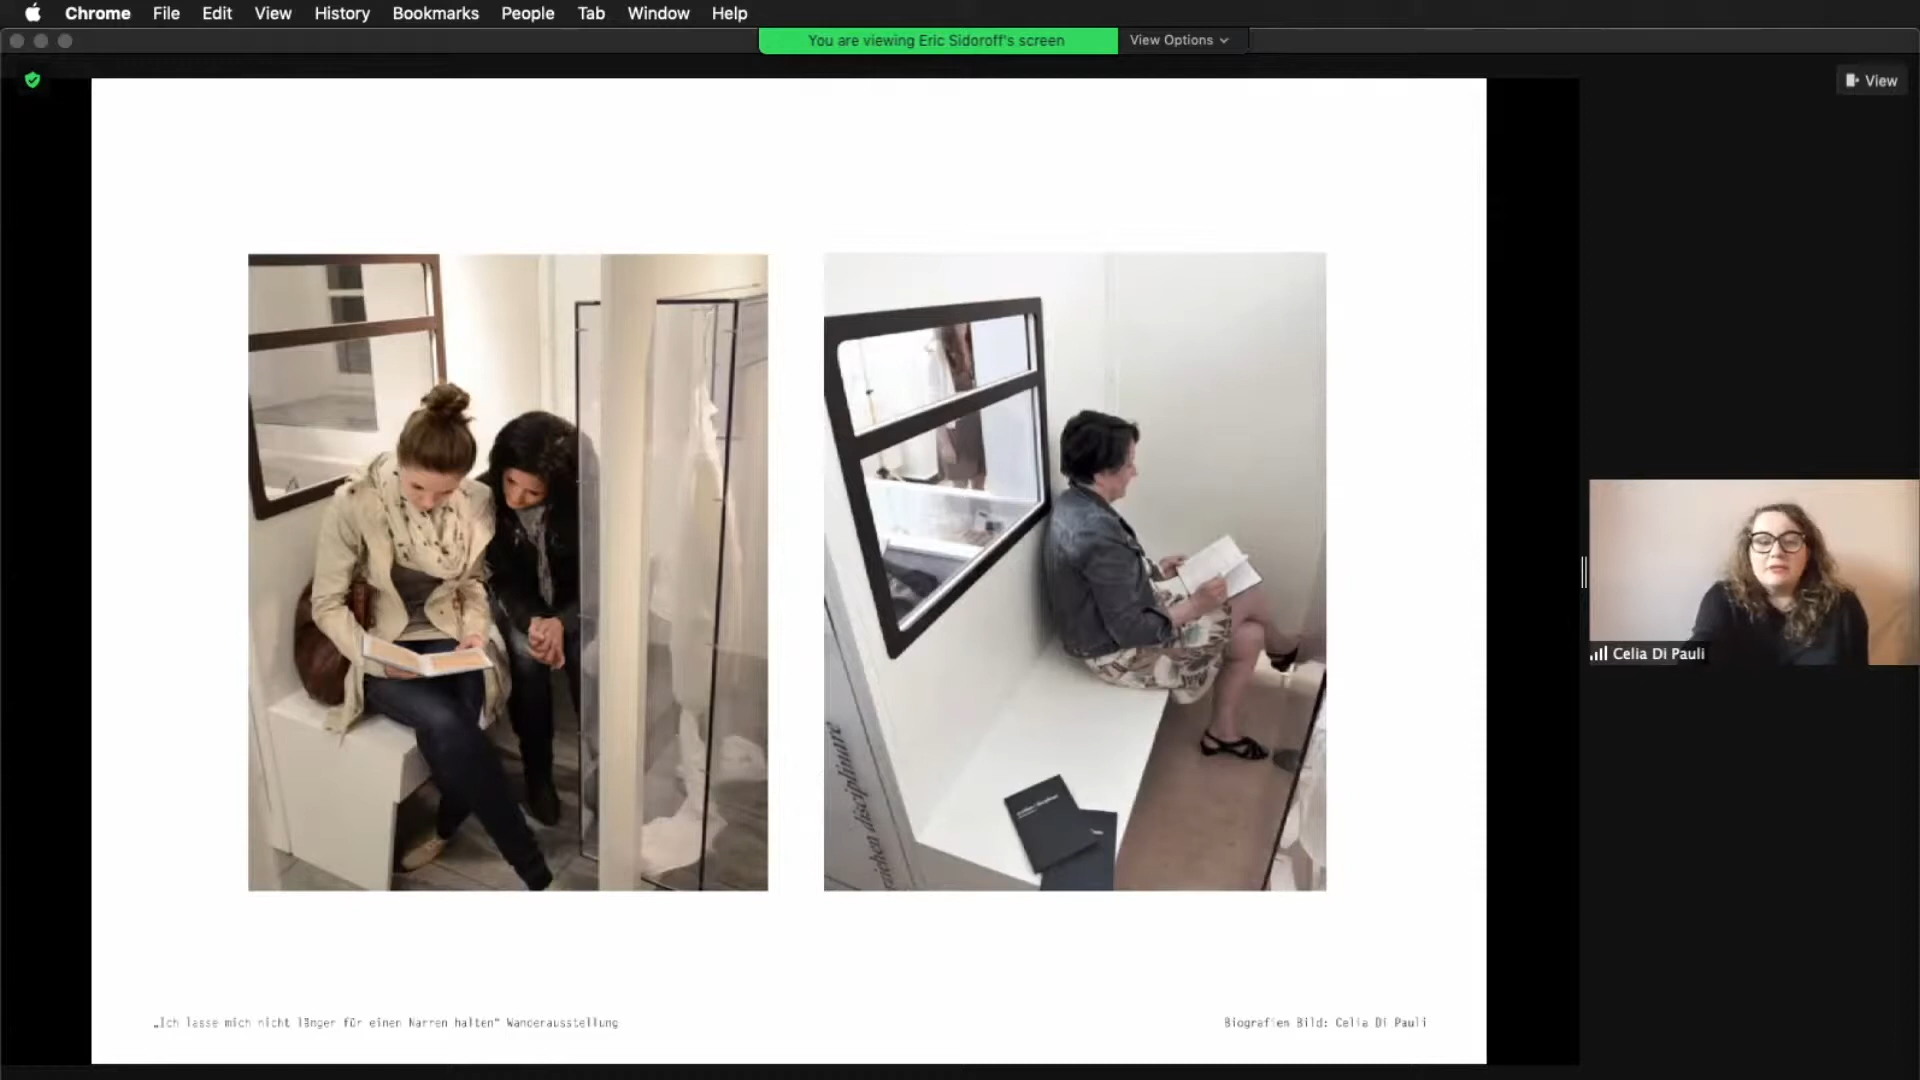 Chrome File Edit View History Bookmarks People Tab Window Help
You are viewing Eric Sidoroff's screen View Options
View
Celia Di Pauli
disciplinare
„Ich lasse mich nicht länger für einen Narren halten" Wanderausstellung
Biografien Bild: Celia Di Pauli